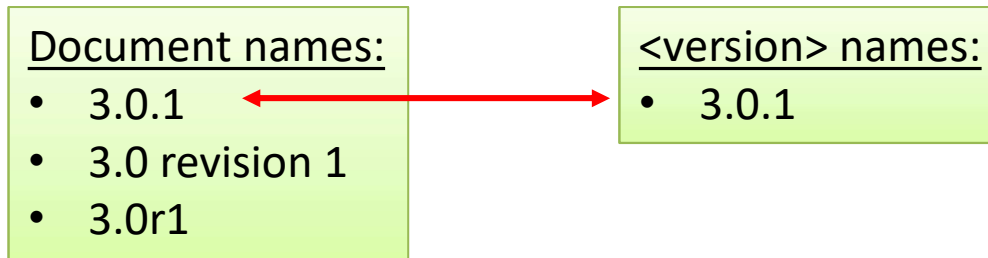 Document names:
• 3.0.1
• 3.0 revision 1
• 3.0r1
<version> names:
• 3.0.1